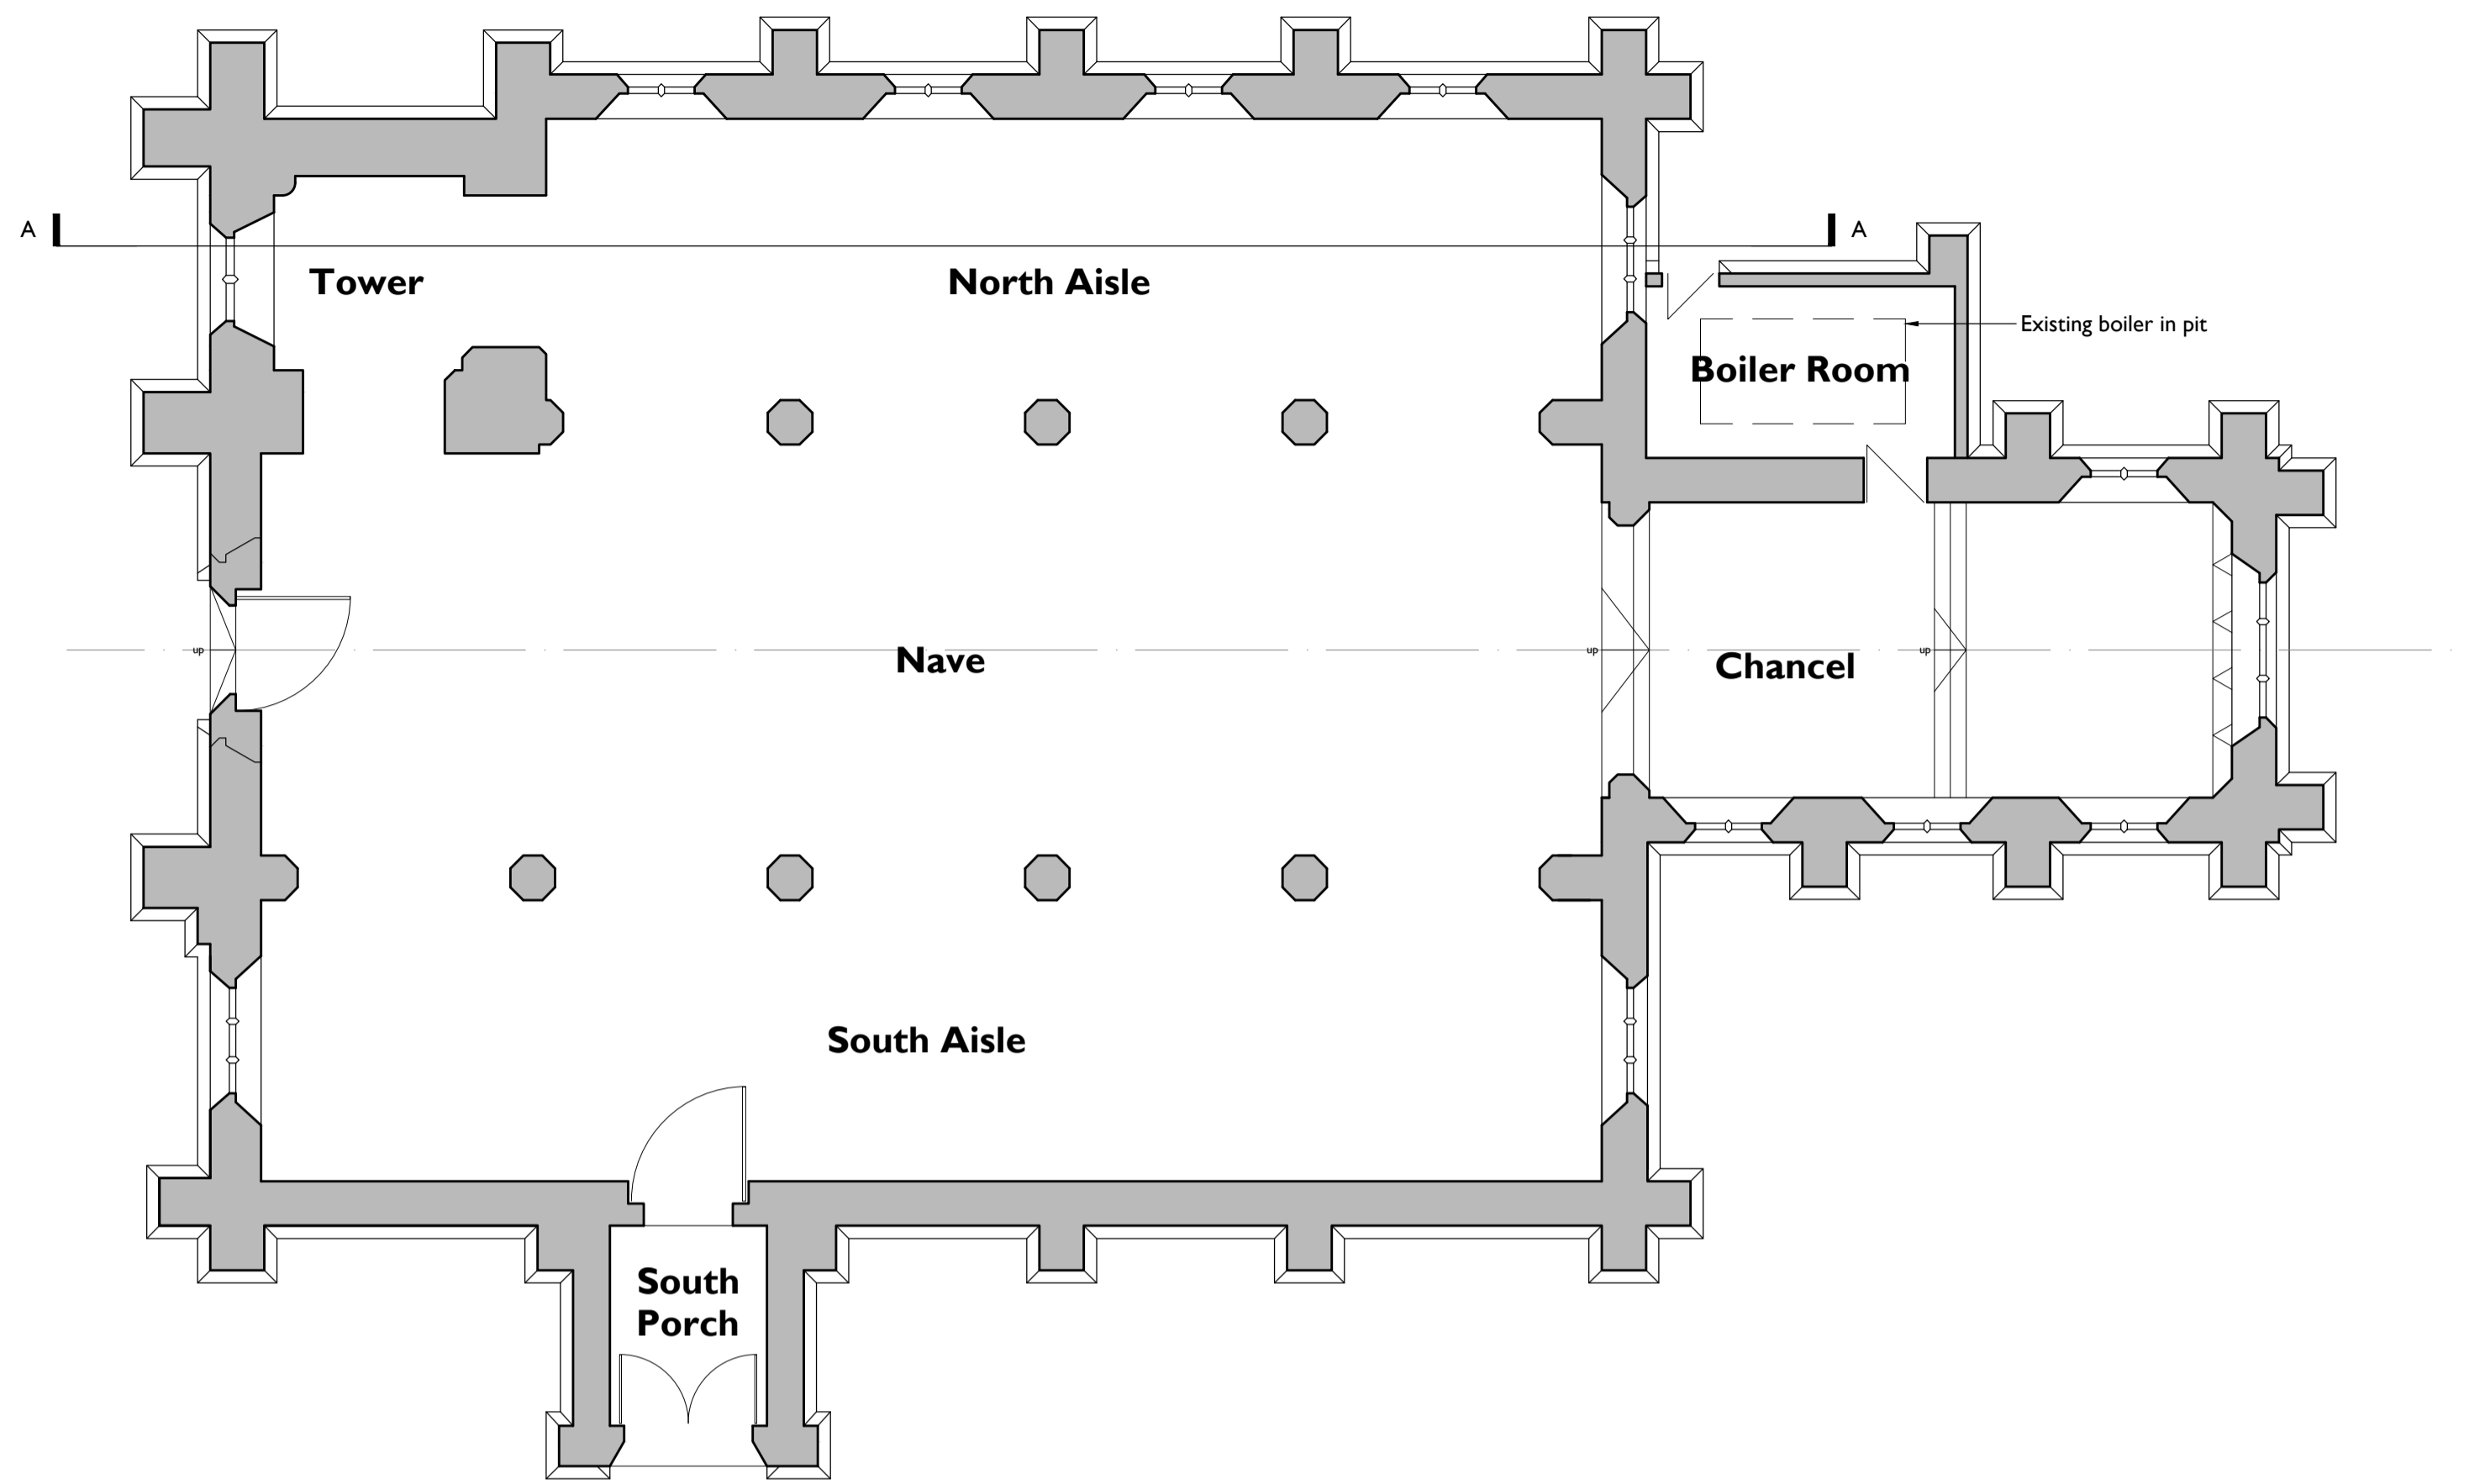 A
A
Tower
North Aisle
Existing boiler in pit
Boiler Room
up
Nave
up
Chancel
up
South Aisle
South
Porch